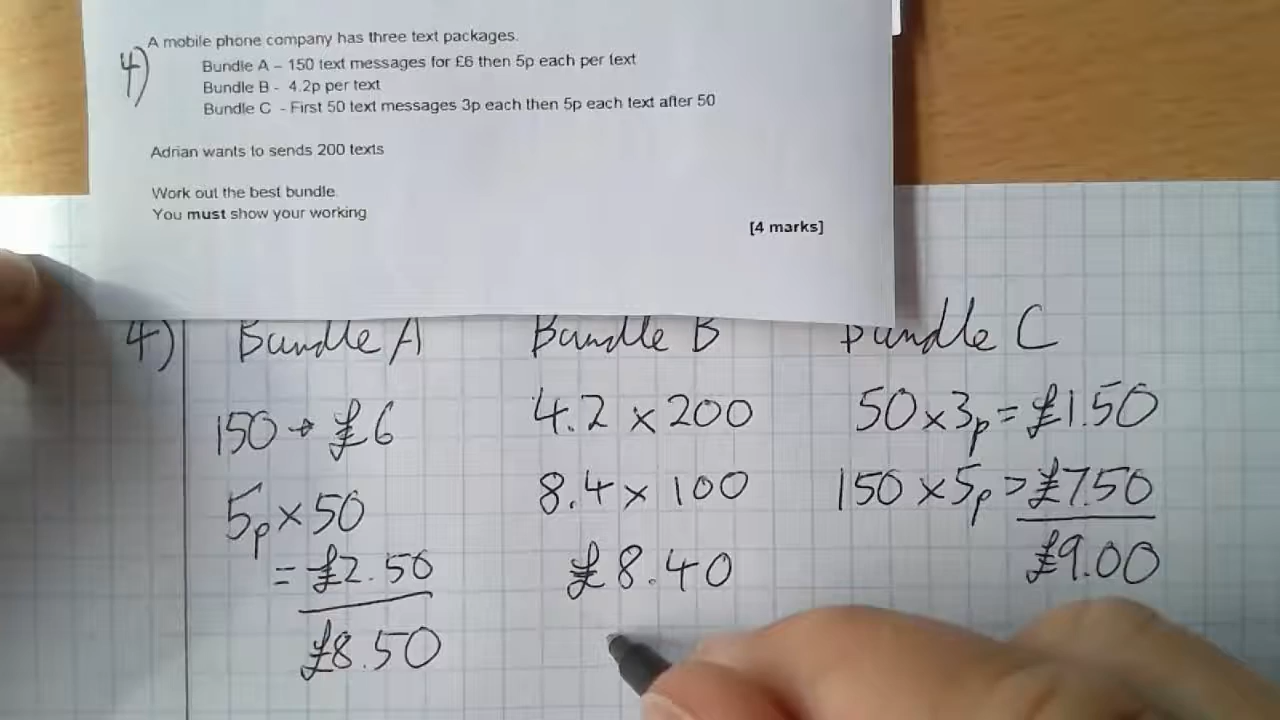 A mobile phone company has three text packages.
4)
Bundle A – 150 text messages for £6 then 5p each per text
Bundle B - 4.2p per text
Bundle C - First 50 text messages 3p each then 5p each text after 50
Adrian wants to sends 200 texts
Work out the best bundle.
You must show your working
[4 marks]
4)
Bundle A
150 → £6
5p × 50
= £2.50
£8.50
Bundle B
4.2 × 200
8.4 × 100
£8.40
Bundle C
50 × 3p = £1.50
150 × 5p = £7.50
£9.00